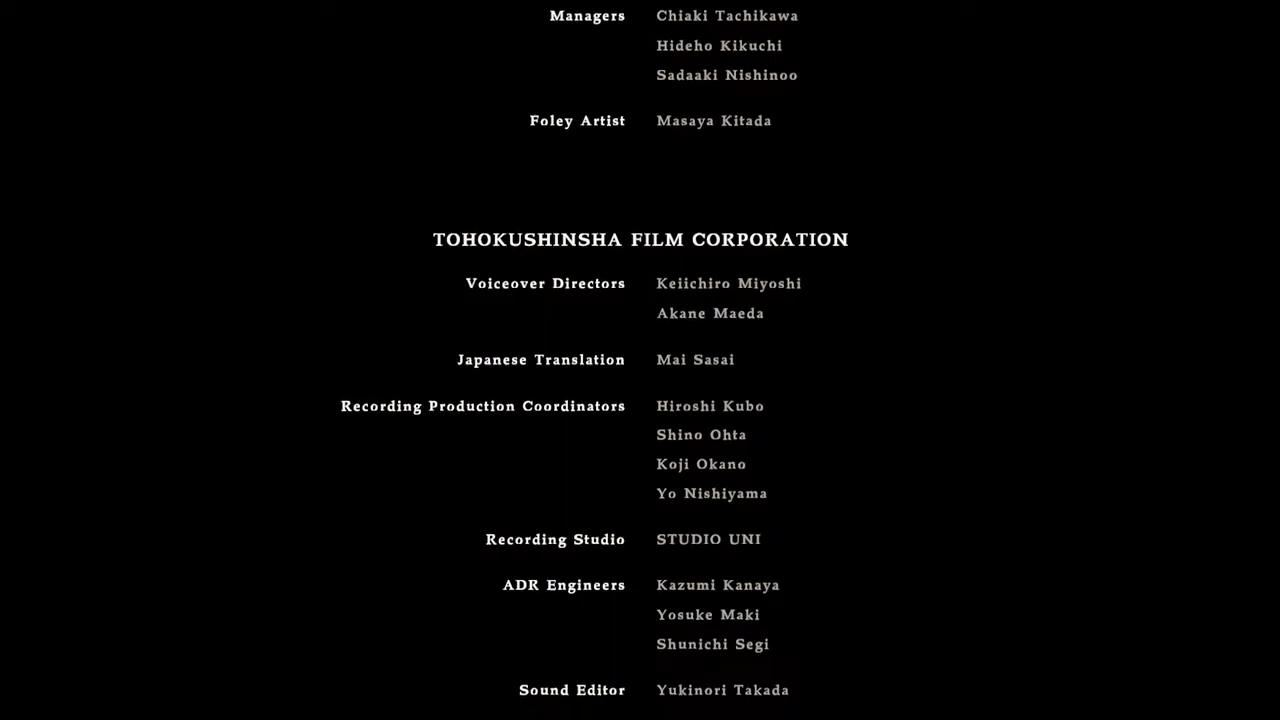 Managers Chiaki Tachikawa
Hideho Kikuchi
Sadaaki Nishinoo
Foley Artist Masaya Kitada
TOHOKUSHINSHA FILM CORPORATION
Voiceover Directors Keiichiro Miyoshi
Akane Maeda
Japanese Translation Mai Sasai
Recording Production Coordinators Hiroshi Kubo
Shino Ohta
Koji Okano
Yo Nishiyama
Recording Studio STUDIO UNI
ADR Engineers Kazumi Kanaya
Yosuke Maki
Shunichi Segi
Sound Editor Yukinori Takada